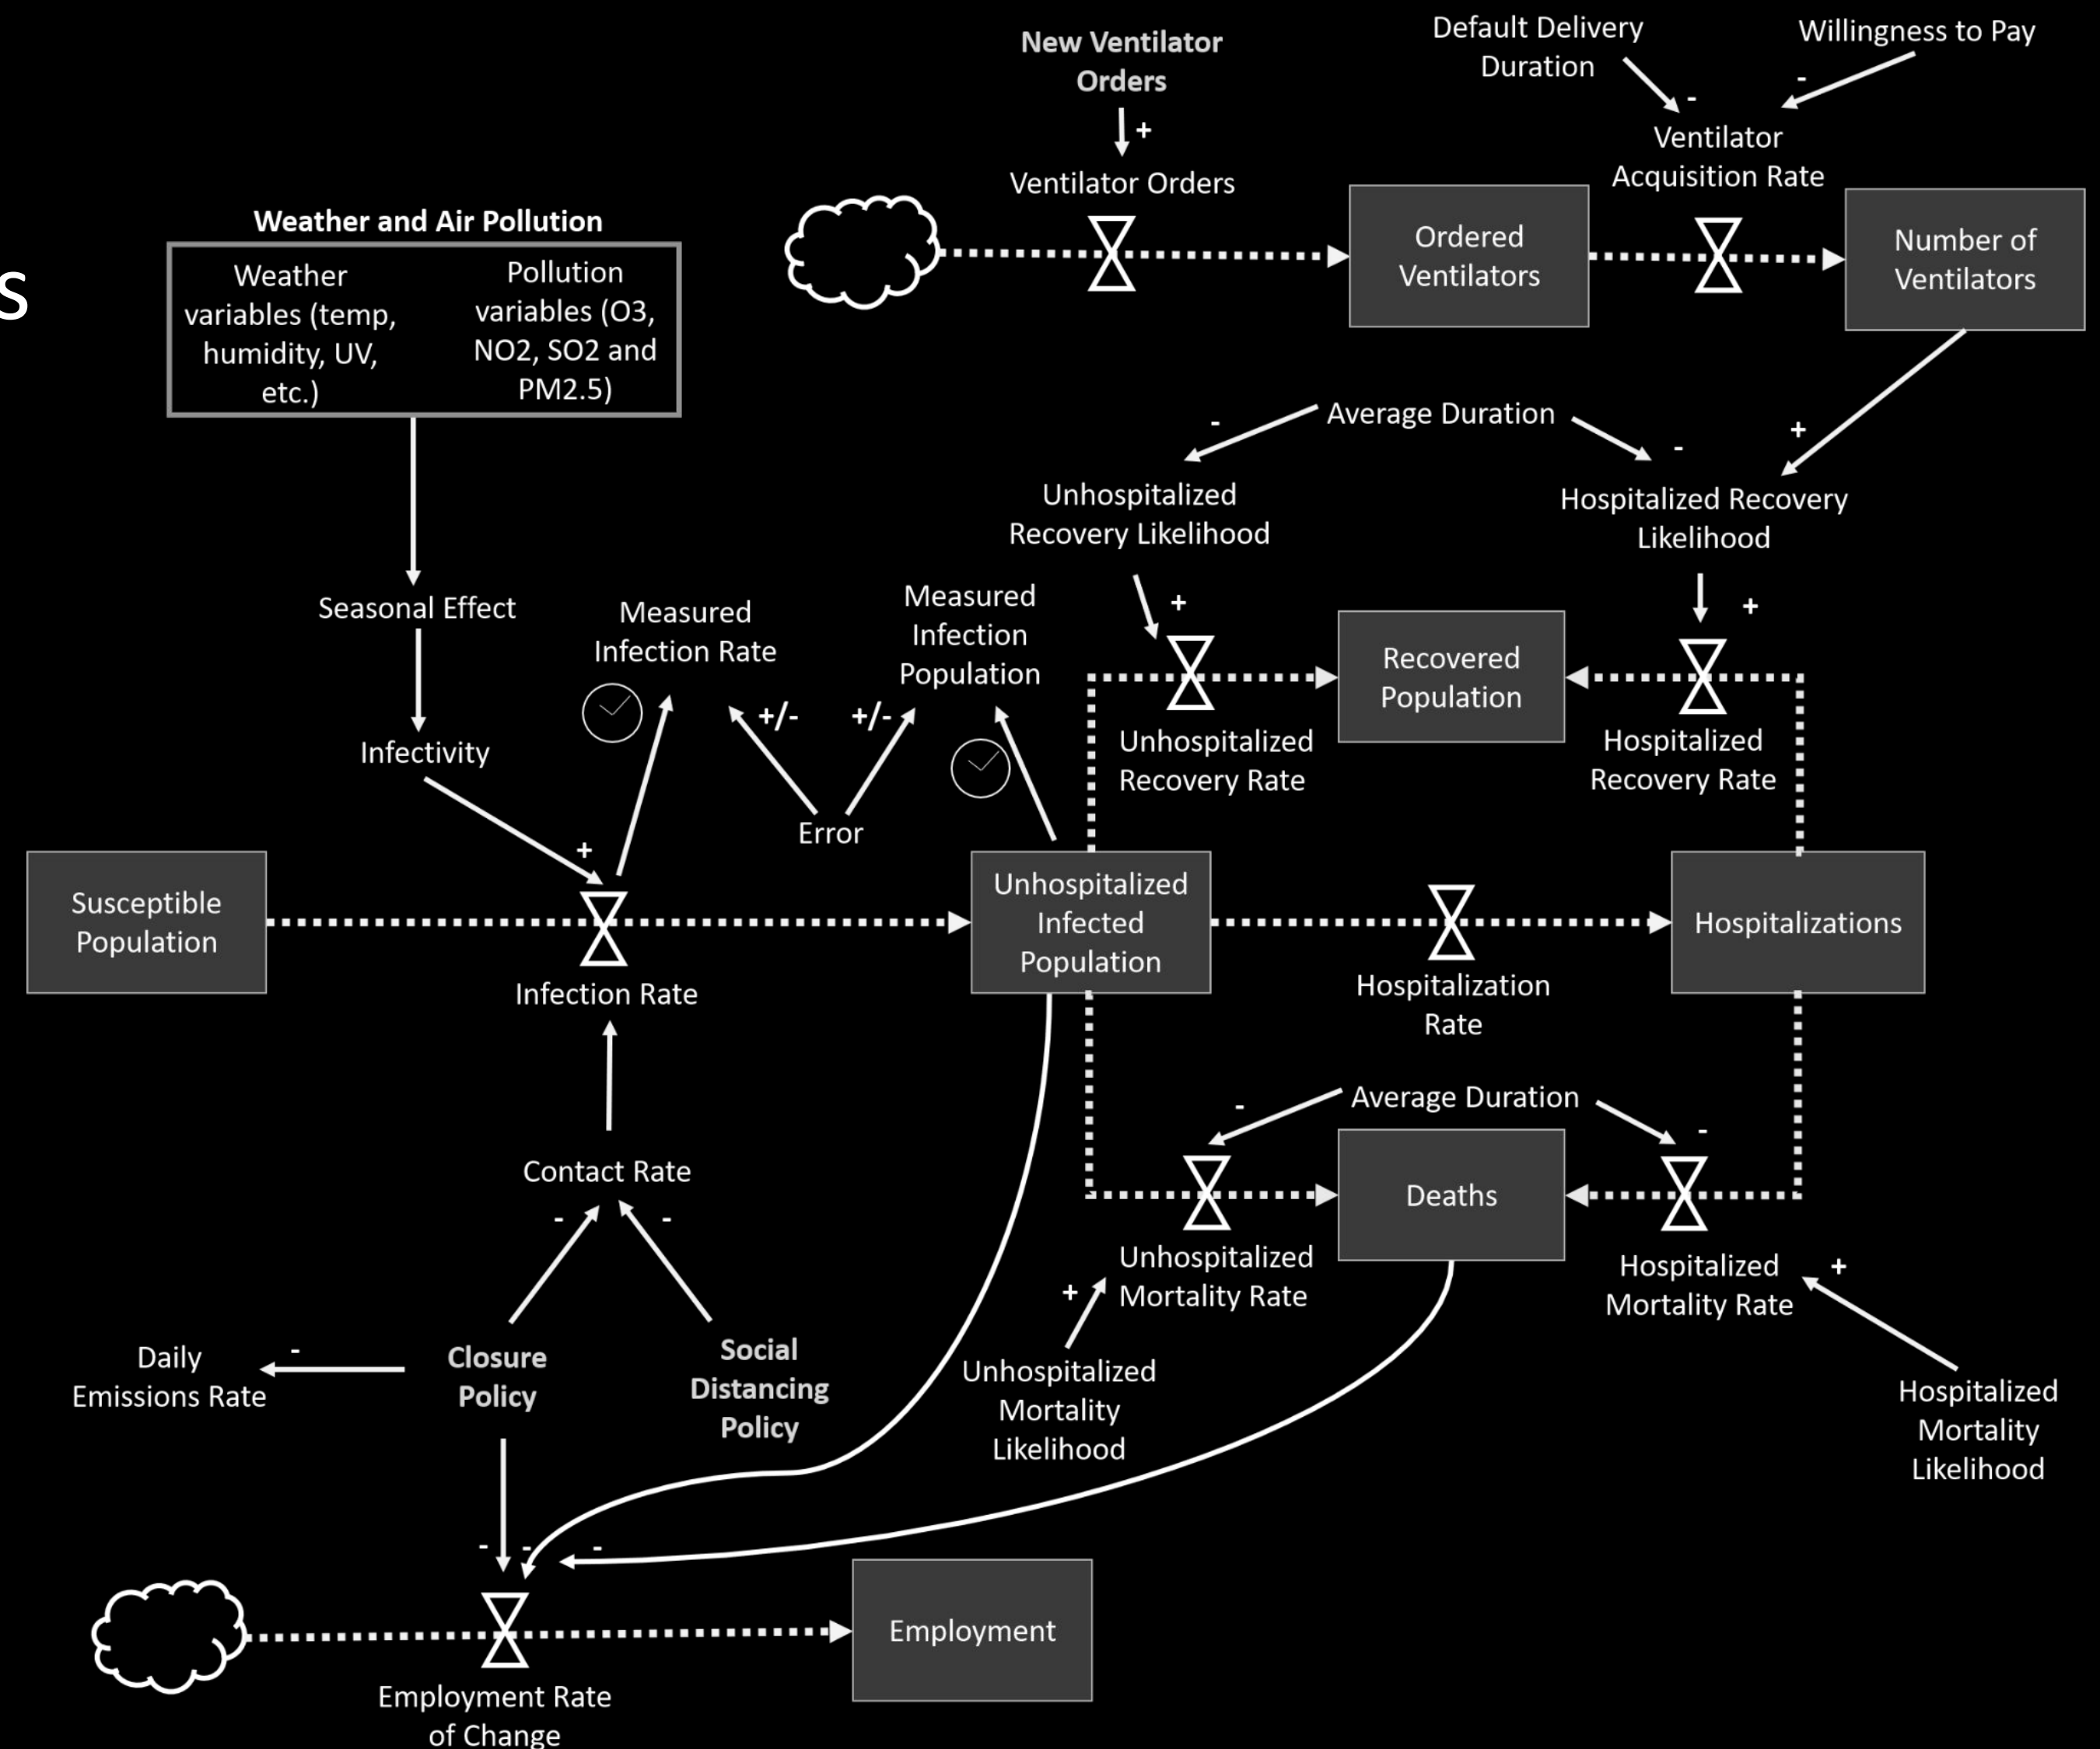 s
New Ventilator
Orders
+
Ventilator Orders
Default Delivery
Duration
-
Willingness to Pay
-
Ventilator
Acquisition Rate
Ordered
Ventilators
Number of
Ventilators
Weather and Air Pollution
Weather
variables (temp,
humidity, UV,
etc.)
Pollution
variables (O3,
NO2, SO2 and
PM2.5)
Average Duration
-
-
+
Unhospitalized
Recovery Likelihood
+
Hospitalized Recovery
Likelihood
+
Seasonal Effect
Infectivity
+
Measured
Infection Rate
Measured
Infection
Population
+/-
+/-
Error
Unhospitalized
Recovery Rate
Recovered
Population
Hospitalized
Recovery Rate
Susceptible
Population
Infection Rate
Unhospitalized
Infected
Population
Hospitalization
Rate
Hospitalizations
Contact Rate
-
-
Average Duration
-
-
Unhospitalized
Mortality Rate
Deaths
Hospitalized
Mortality Rate
+
+
Daily
Emissions Rate
-
Closure
Policy
Social
Distancing
Policy
Unhospitalized
Mortality
Likelihood
Hospitalized
Mortality
Likelihood
-
-
-
Employment
Employment Rate
of Change